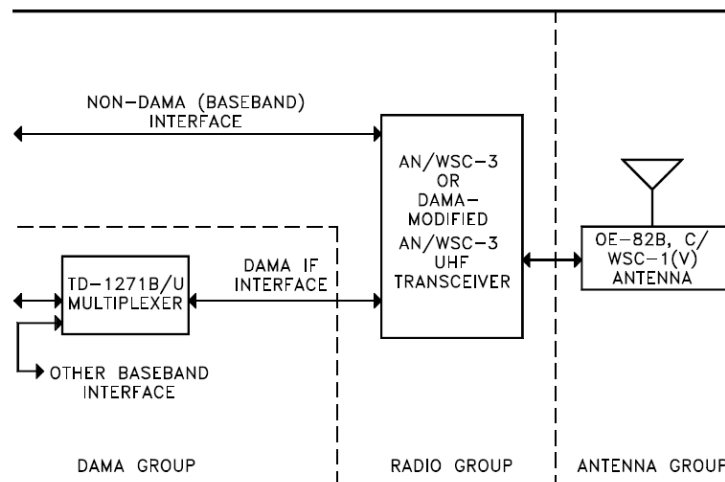 NON-DAMA (BASEBAND)
INTERFACE
AN/WSC-3
OR
DAMA-
MODIFIED
AN/WSC-3
UHF
TRANSCEIVER
OE-82B, C/
WSC-1(V)
ANTENNA
TD-1271B/U
MULTIPLEXER
DAMA IF
INTERFACE
OTHER BASEBAND
INTERFACE
DAMA GROUP
RADIO GROUP
ANTENNA GROUP